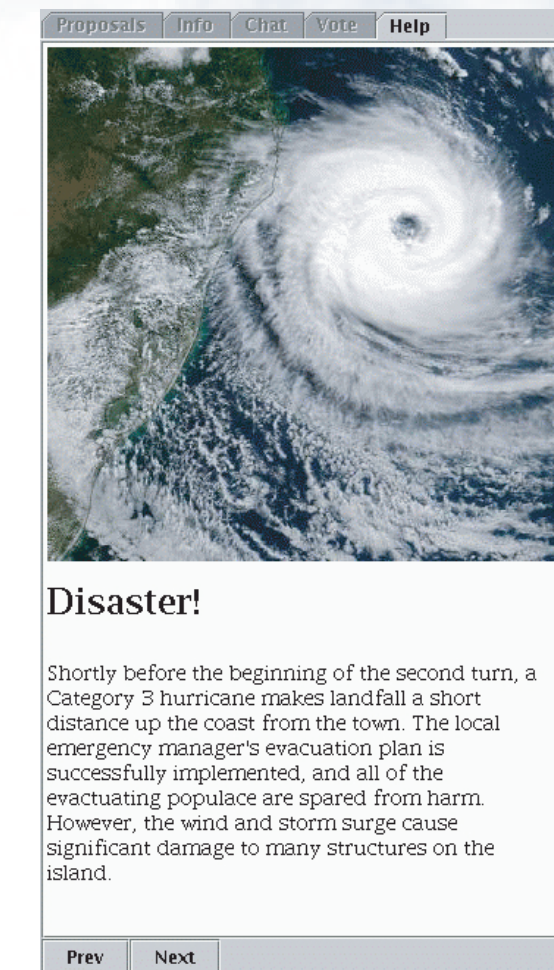 Proposals Info Chat Vote Help
Disaster!
Shortly before the beginning of the second turn, a
Category 3 hurricane makes landfall a short
distance up the coast from the town. The local
emergency manager's evacuation plan is
successfully implemented, and all of the
evactuating populace are spared from harm.
However, the wind and storm surge cause
significant damage to many structures on the
island.
Prev Next